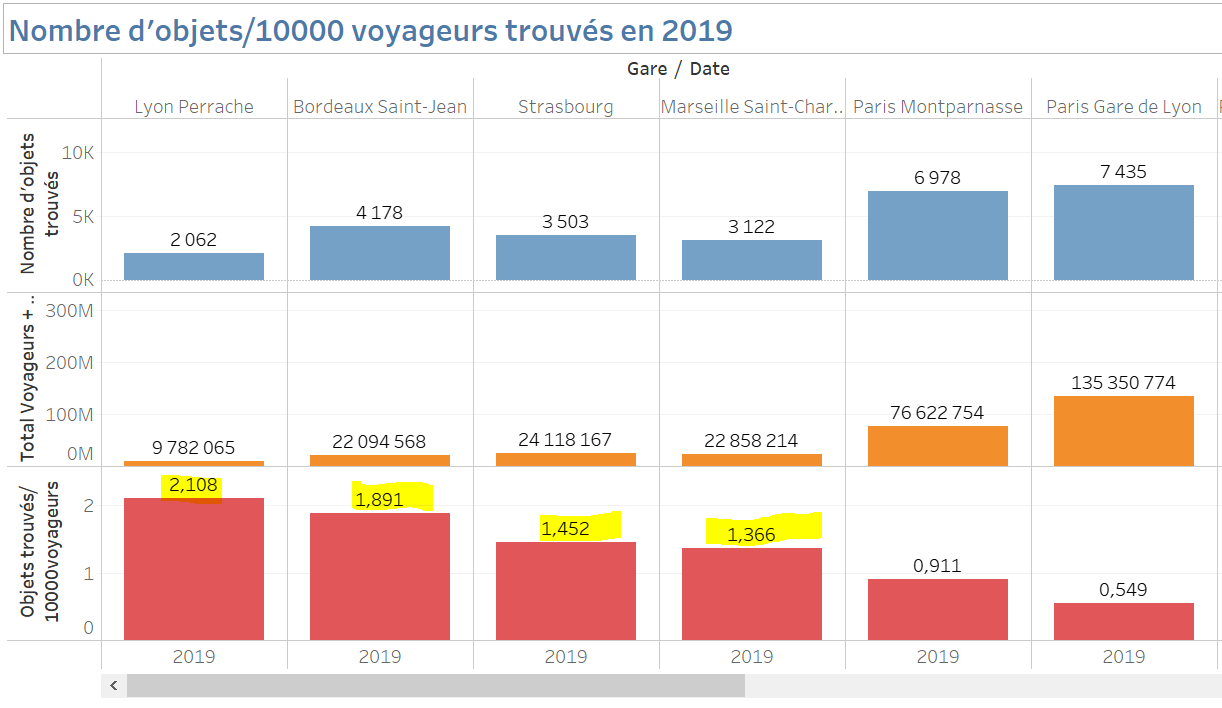 Nombre d’objets/10000 voyageurs trouvés en 2019
Gare / Date
Lyon Perrache Bordeaux Saint-Jean Strasbourg Marseille Saint-Char.. Paris Montparnasse Paris Gare de Lyon
Nombre d’objets
trouvés
10K
5K
0K
2 062 4 178 3 503 3 122 6 978 7 435
Total Voyageurs + ..
300M
200M
100M
0M
9 782 065 22 094 568 24 118 167 22 858 214 76 622 754 135 350 774
Objets trouvés/
10000voyageurs
2
1
0
2,108 1,891 1,452 1,366 0,911 0,549
2019 2019 2019 2019 2019 2019